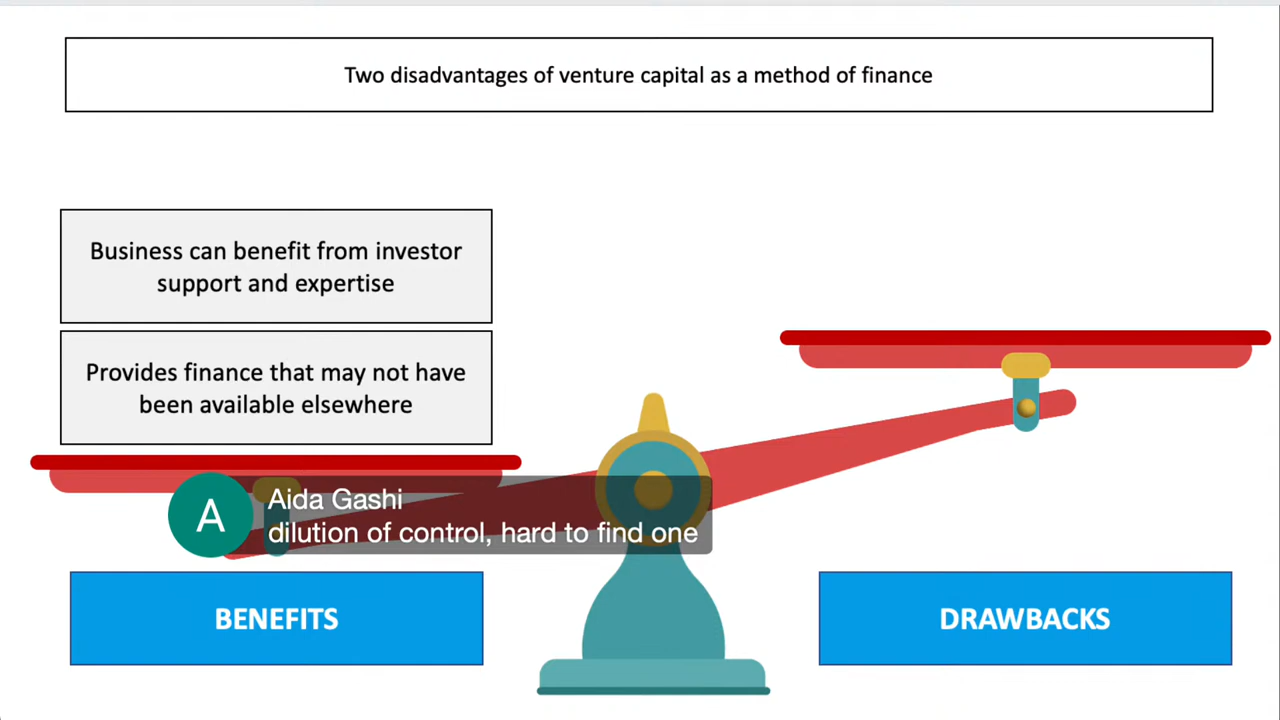 Two disadvantages of venture capital as a method of finance
Business can benefit from investor
support and expertise
Provides finance that may not have
been available elsewhere
A
Aida Gashi
dilution of control, hard to find one
BENEFITS
DRAWBACKS